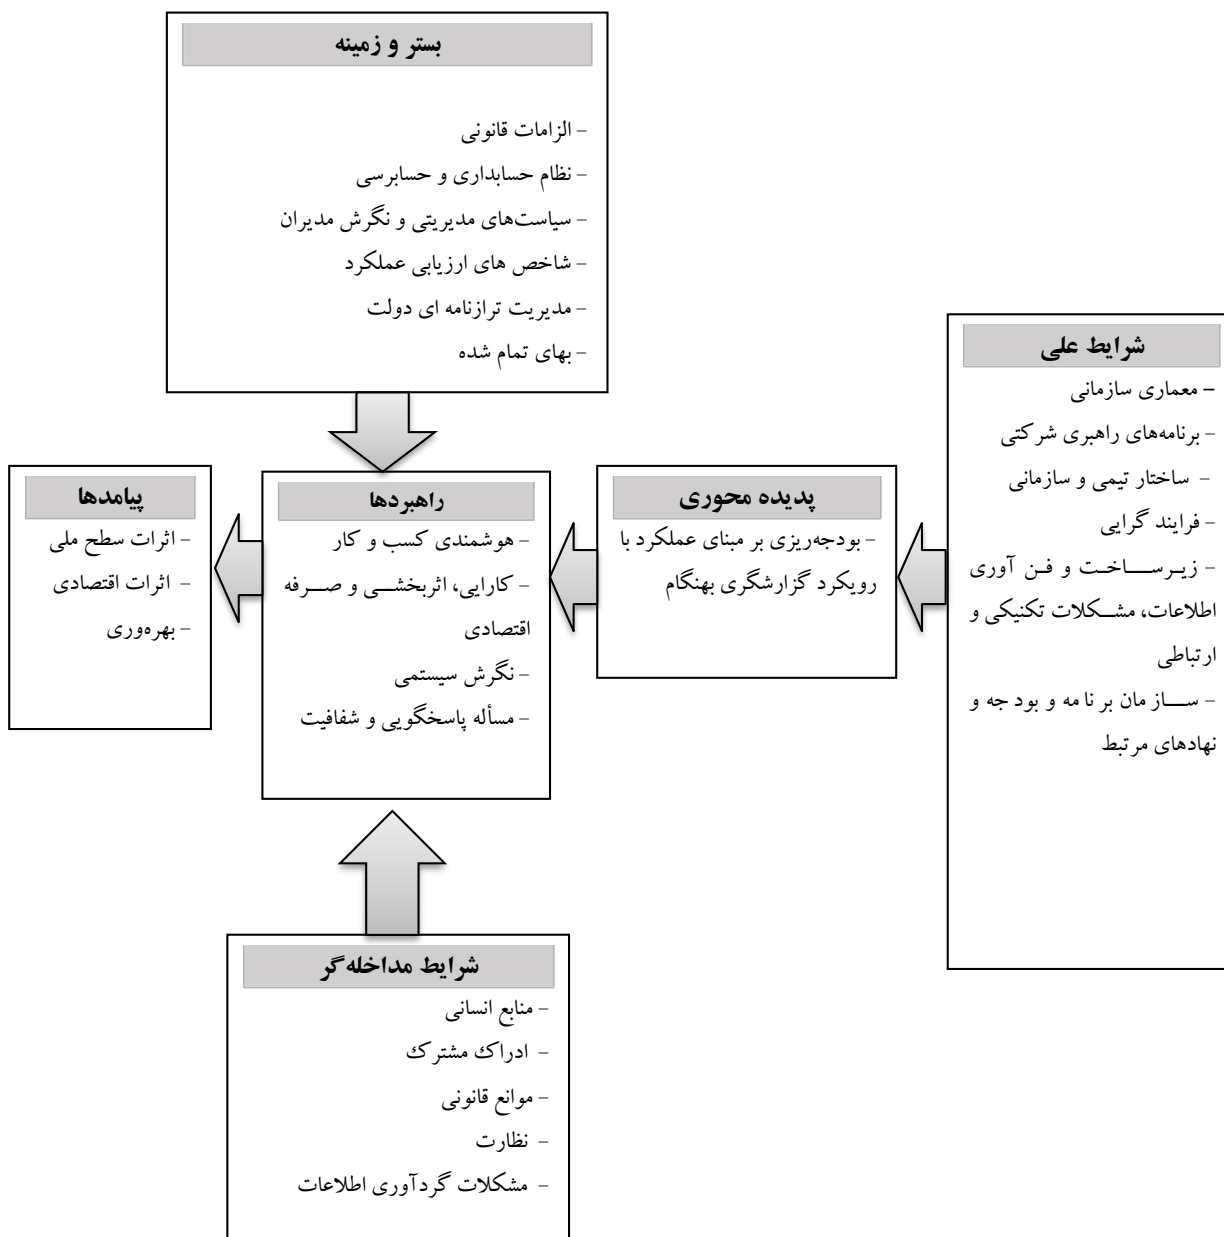 بستر و زمینه
– الزامات قانونی
– نظام حسابداری و حسابرسی
– سیاست‌های مدیریتی و نگرش مدیران
– شاخص های ارزیابی عملکرد
– مدیریت ترازنامه ای دولت
– بهای تمام شده
شرایط علی
– معماری سازمانی
– برنامه‌های راهبری شرکتی
– ساختار تیمی و سازمانی
– فرایند گرایی
– زیرساخت و فن آوری
اطلاعات، مشکلات تکنیکی و
ارتباطی
– سازمان برنامه و بودجه و
نهادهای مرتبط
پدیده محوری
– بودجه‌ریزی بر مبنای عملکرد با
رویکرد گزارشگری بهنگام
راهبردها
– هوشمندی کسب و کار
– کارایی، اثربخشی و صرفه
اقتصادی
– نگرش سیستمی
– مسأله پاسخگویی و شفافیت
پیامدها
– اثرات سطح ملی
– اثرات اقتصادی
– بهره‌وری
شرایط مداخله‌گر
– منابع انسانی
– ادراک مشترک
– موانع قانونی
– نظارت
– مشکلات گردآوری اطلاعات